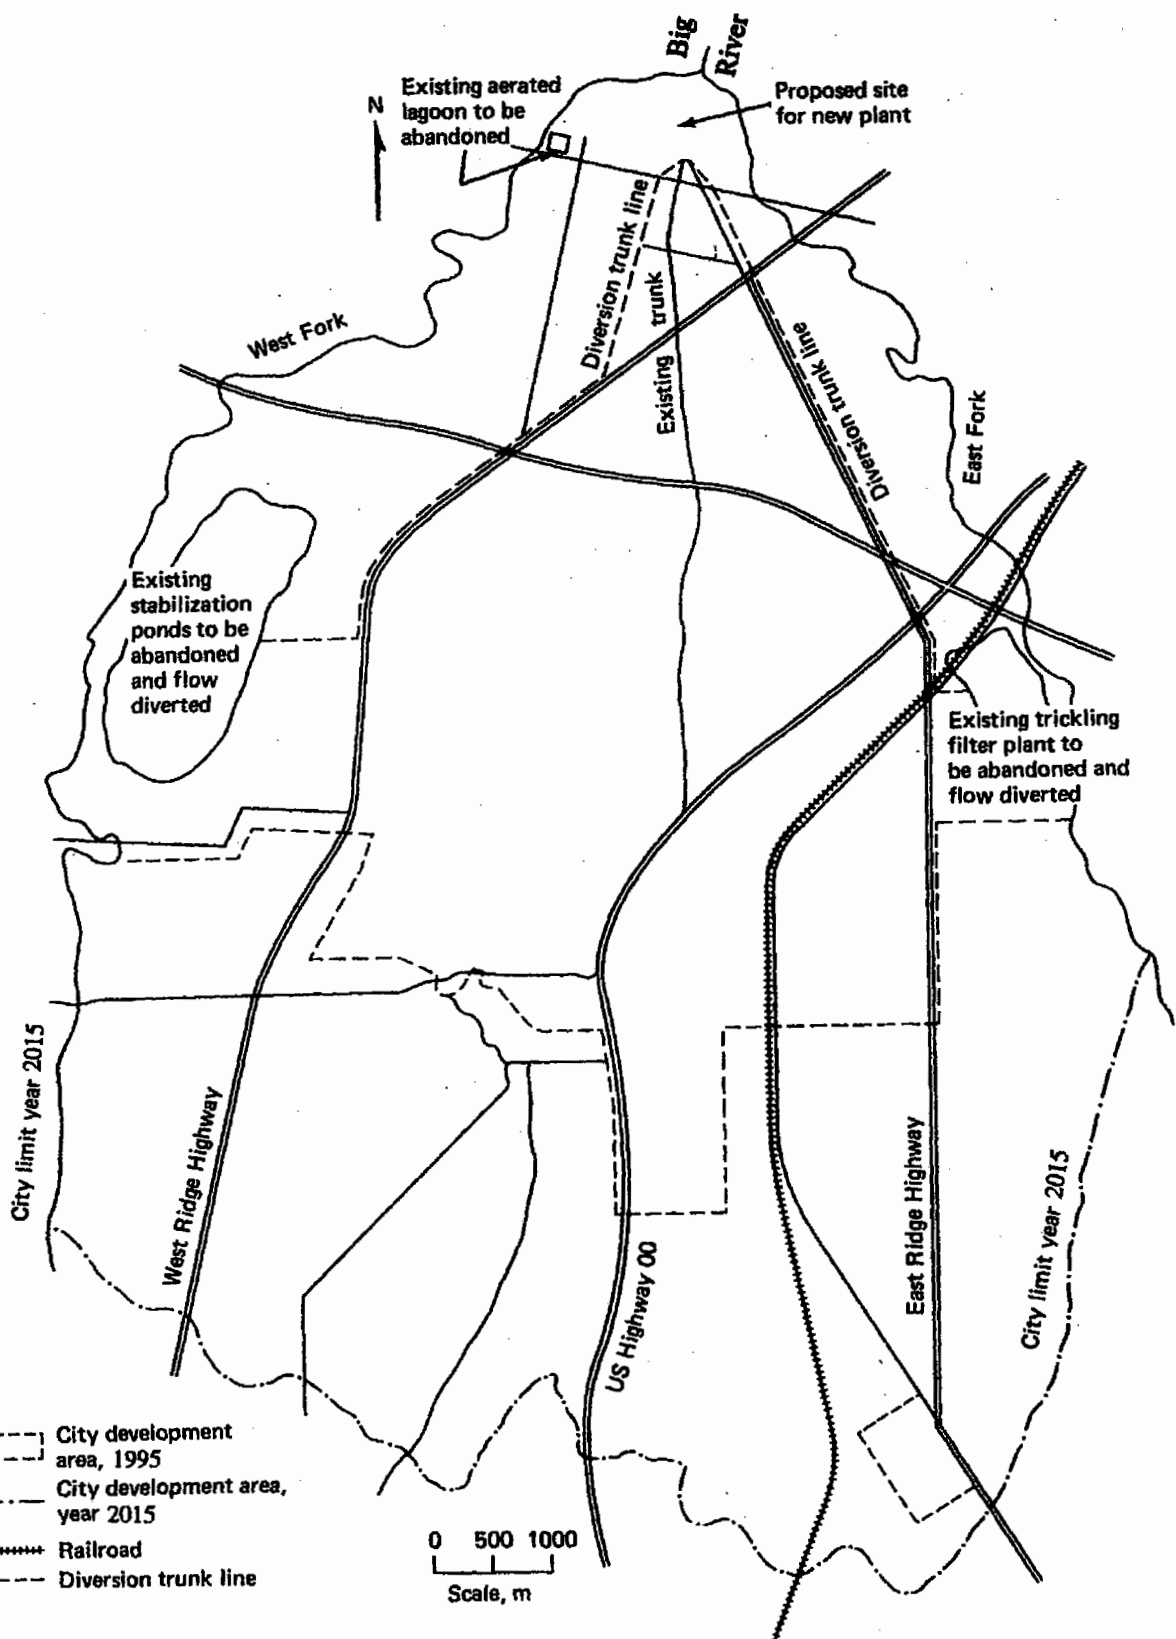 Big
River
Existing aerated
lagoon to be
abandoned
N
Proposed site
for new plant
Diversion trunk line
Existing trunk
Diversion trunk line
West Fork
East Fork
Existing
stabilization
ponds to be
abandoned
and flow
diverted
Existing trickling
filter plant to
be abandoned and
flow diverted
City limit year 2015
West Ridge Highway
US Highway 00
East Ridge Highway
City limit year 2015
City development
area, 1995
City development area,
year 2015
Railroad
Diversion trunk line
0 500 1000
Scale, m